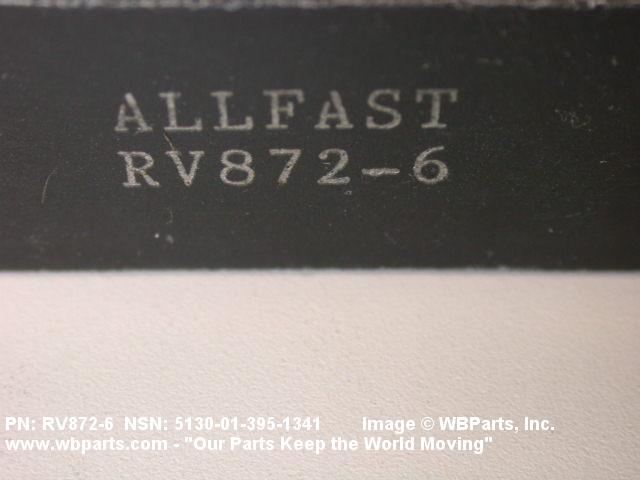 ALLFAST
RV872-6
PN: RV872-6 NSN: 5130-01-395-1341 Image © WBParts, Inc.
www.wbparts.com - "Our Parts Keep the World Moving"